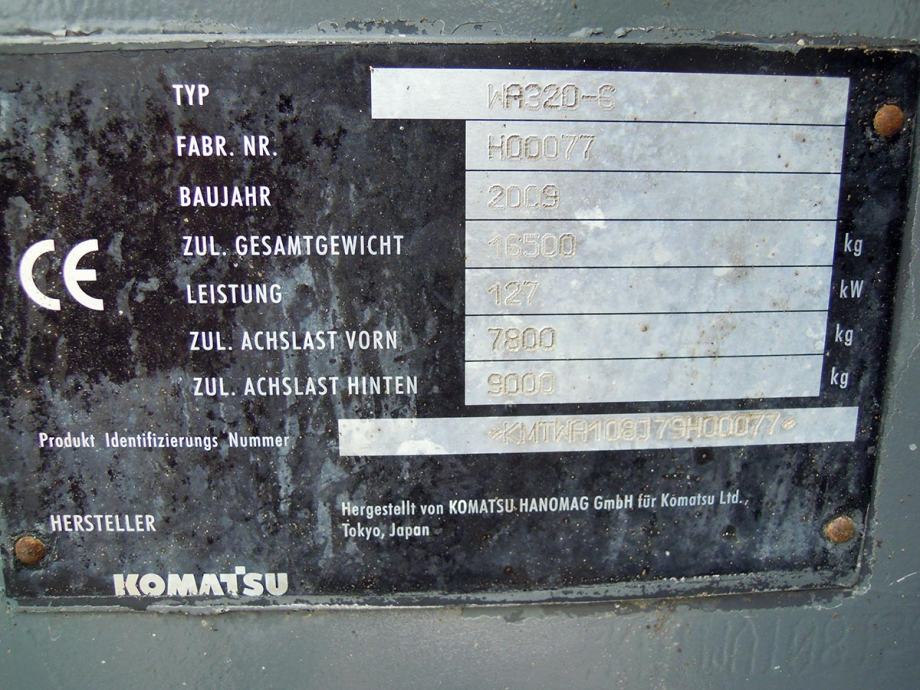 TYP WA320-6
FABR. NR. H00077
BAUJAHR 2009
CE ZUL. GESAMTGEWICHT 16500 kg
LEISTUNG 127 kW
ZUL. ACHSLAST VORN 7800 kg
ZUL. ACHSLAST HINTEN 9000 kg
Produkt Identifizierungs Nummer *KMTWA108J79H00077*
HERSTELLER Hergestellt von KOMATSU HANOMAG GmbH für Komatsu Ltd.,
Tokyo, Japan
KOMATSU